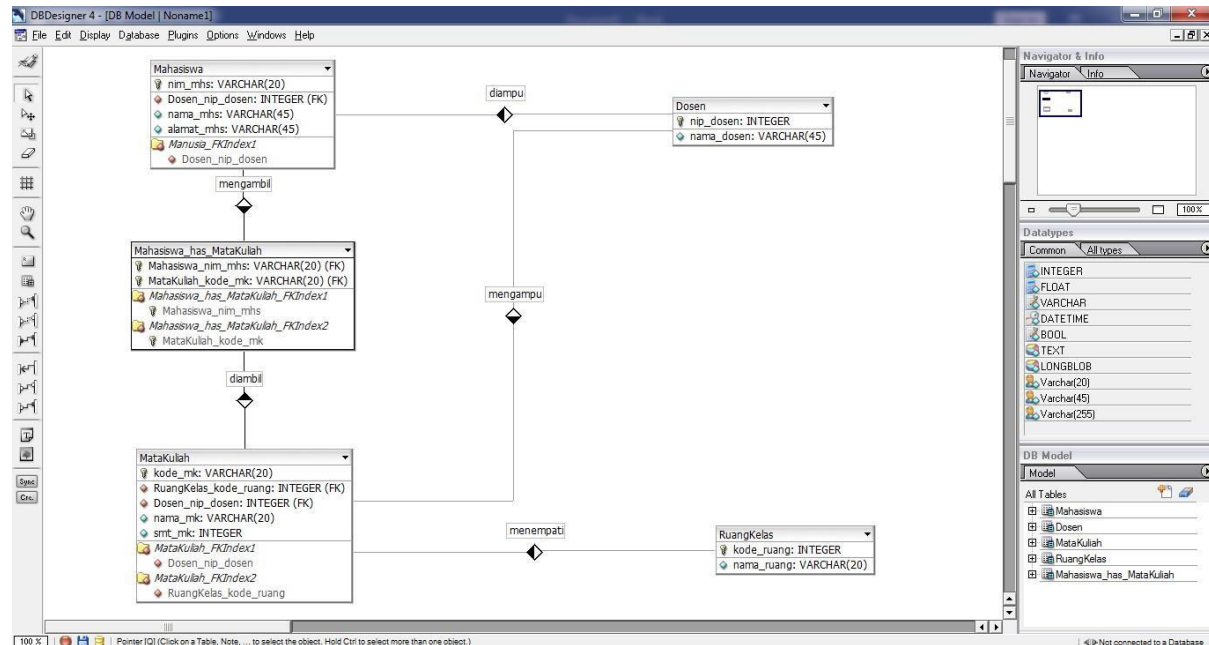 DBDesigner 4 - [DB Model | Noname1]
File Edit Display Database Plugins Options Windows Help
Mahasiswa
nim_mhs: VARCHAR(20)
Dosen_nip_dosen: INTEGER (FK)
nama_mhs: VARCHAR(45)
alamat_mhs: VARCHAR(45)
Manusia_FKIndex1
Dosen_nip_dosen
diampu
Dosen
nip_dosen: INTEGER
nama_dosen: VARCHAR(45)
mengambil
Mahasiswa_has_MataKuliah
Mahasiswa_nim_mhs: VARCHAR(20) (FK)
MataKuliah_kode_mk: VARCHAR(20) (FK)
Mahasiswa_has_MataKuliah_FKIndex1
Mahasiswa_nim_mhs
Mahasiswa_has_MataKuliah_FKIndex2
MataKuliah_kode_mk
mengampu
diambil
MataKuliah
kode_mk: VARCHAR(20)
RuangKelas_kode_ruang: INTEGER (FK)
Dosen_nip_dosen: INTEGER (FK)
nama_mk: VARCHAR(20)
smt_mk: INTEGER
MataKuliah_FKIndex1
Dosen_nip_dosen
MataKuliah_FKIndex2
RuangKelas_kode_ruang
menempati
RuangKelas
kode_ruang: INTEGER
nama_ruang: VARCHAR(20)
Navigator & Info
Navigator Info
100%
Datatypes
Common All types
INTEGER
FLOAT
VARCHAR
DATETIME
BOOL
TEXT
LONGBLOB
Varchar(20)
Varchar(45)
Varchar(255)
DB Model
Model
All Tables
Mahasiswa
Dosen
MataKuliah
RuangKelas
Mahasiswa_has_MataKuliah
Sync
Crc.
100 % Pointer [Q] (Click on a Table, Note, ... to select the object. Hold Ctrl to select more than one object.) Not connected to a Database